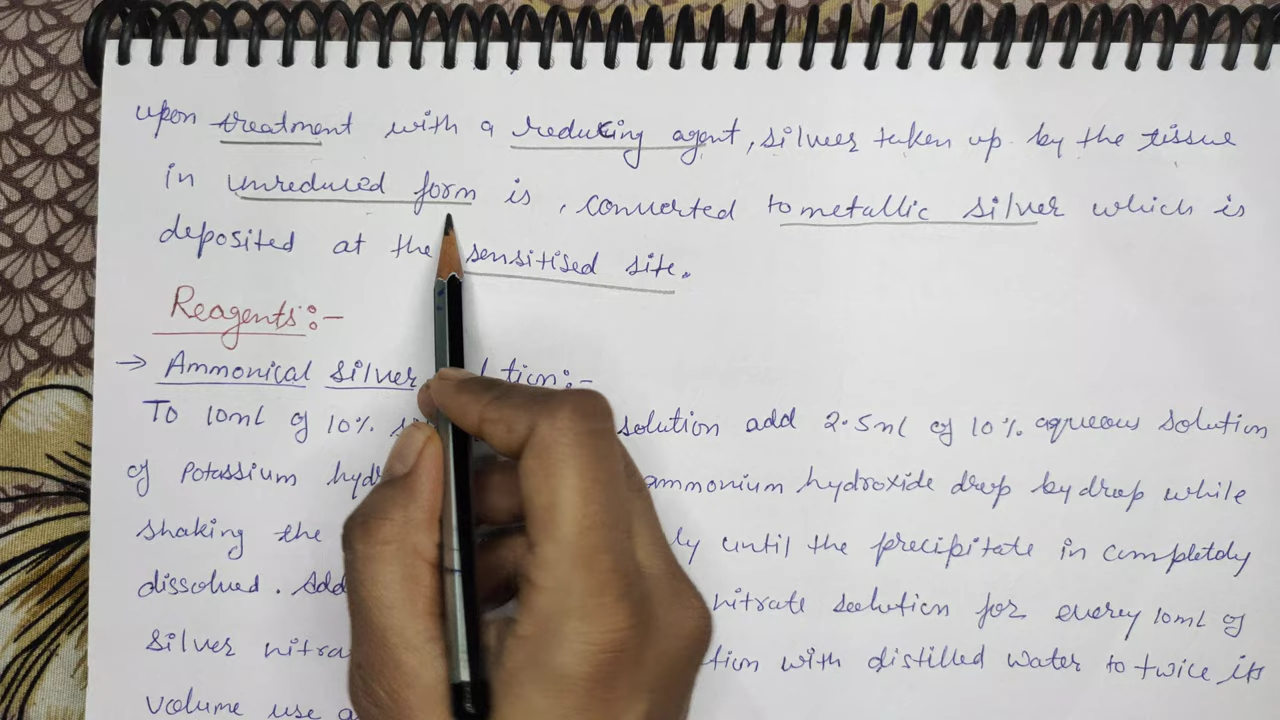 upon treatment with a reducing agent, silver taken up by the tissue
in unreduced form is, converted to metallic silver which is
deposited at the sensitised site.
Reagents:-
→ Ammonical silver tion:-
To 10ml of 10% solution add 2.5ml of 10% aqueous solution
of Potassium ammonium hydroxide drop by drop while
shaking the until the precipitate in completely
dissolved. Add nitrate solution for every 10ml of
silver with distilled water to twice its
volume use